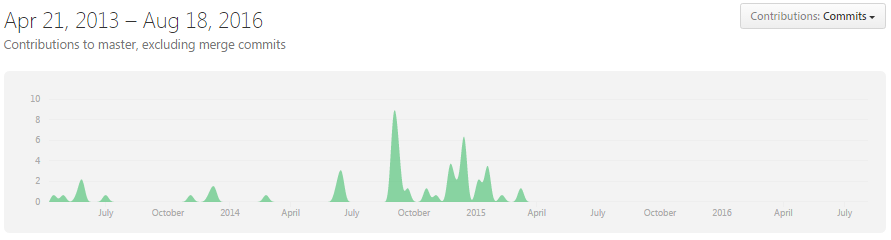 Apr 21, 2013 – Aug 18, 2016
Contributions: Commits
Contributions to master, excluding merge commits
10
8
6
4
2
0
July October 2014 April July October 2015 April July October 2016 April July